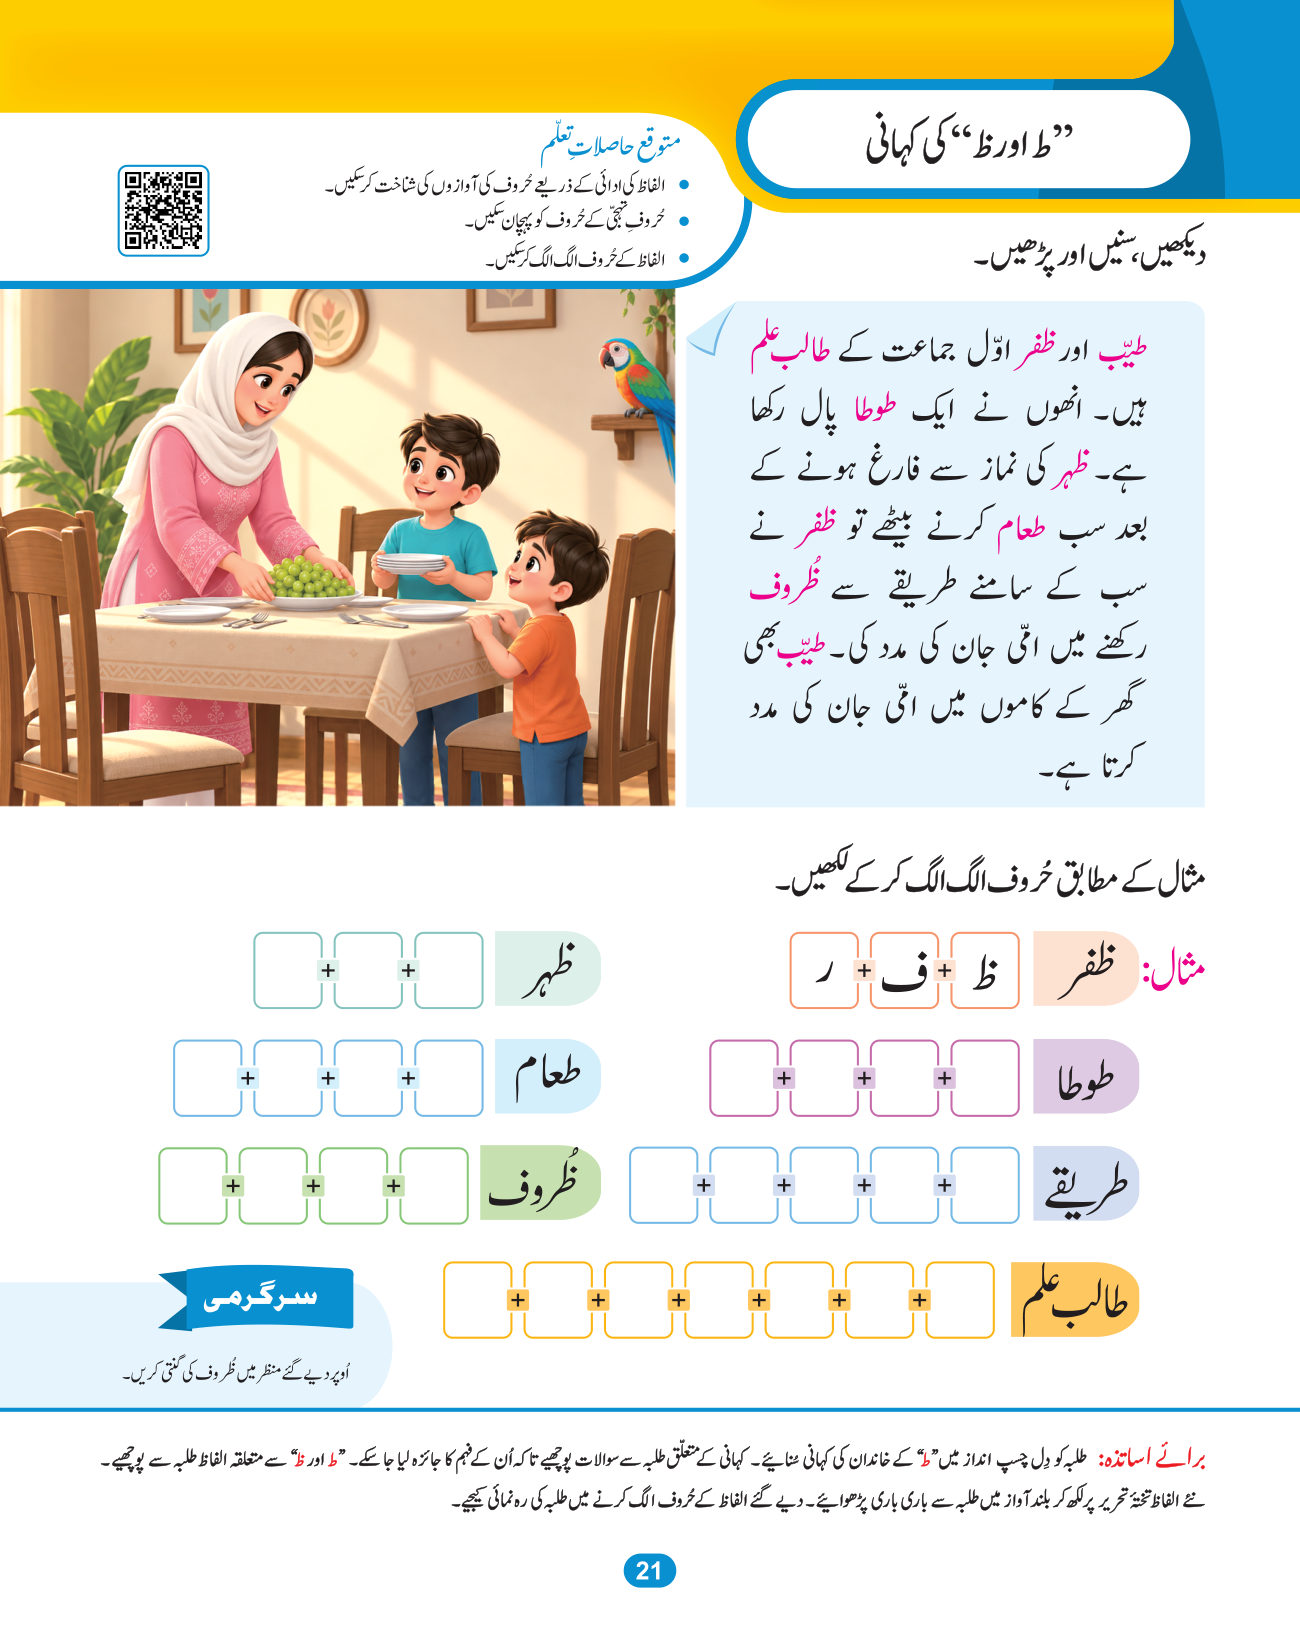 ”ط اور ظ“ کی کہانی
متوقع حاصلاتِ تعلّم
• الفاظ کی ادائی کے ذریعے حُروف کی آوازوں کی شناخت کرسکیں۔
• حُروفِ تہجّی کے حُروف کو پہچان سکیں۔
• الفاظ کے حُروف الگ الگ کرسکیں۔
دیکھیں، سنیں اور پڑھیں۔
طیّب اور ظفر اوّل جماعت کے طالب علم
ہیں۔ انھوں نے ایک طوطا پال رکھا
ہے۔ ظہر کی نماز سے فارغ ہونے کے
بعد سب طعام کرنے بیٹھے تو ظفر نے
سب کے سامنے طریقے سے ظُروف
رکھنے میں امّی جان کی مدد کی۔ طیّب بھی
گھر کے کاموں میں امّی جان کی مدد
کرتا ہے۔
مثال کے مطابق حُروف الگ الگ کر کے لکھیں۔
مثال: ظفر ظ + ف + ر
ظہر + +
طوطا + + +
طعام + + +
طریقے + + + +
ظُروف + + +
طالب علم + + + + + +
سرگرمی
اُوپر دیے گئے منظر میں ظُروف کی گنتی کریں۔
برائے اساتذہ: طلبہ کو دِل چسپ انداز میں ”ط“ کے خاندان کی کہانی سُنائیے۔ کہانی کے متعلّق طلبہ سے سوالات پوچھیے تاکہ اُن کے فہم کا جائزہ لیا جاسکے۔ ”ط اور ظ“ سے متعلقہ الفاظ طلبہ سے پوچھیے۔
نئے الفاظ تختۂ تحریر پر لکھ کر بلند آواز میں طلبہ سے باری باری پڑھوائیے۔ دیے گئے الفاظ کے حُروف الگ کرنے میں طلبہ کی رہ نمائی کیجیے۔
21